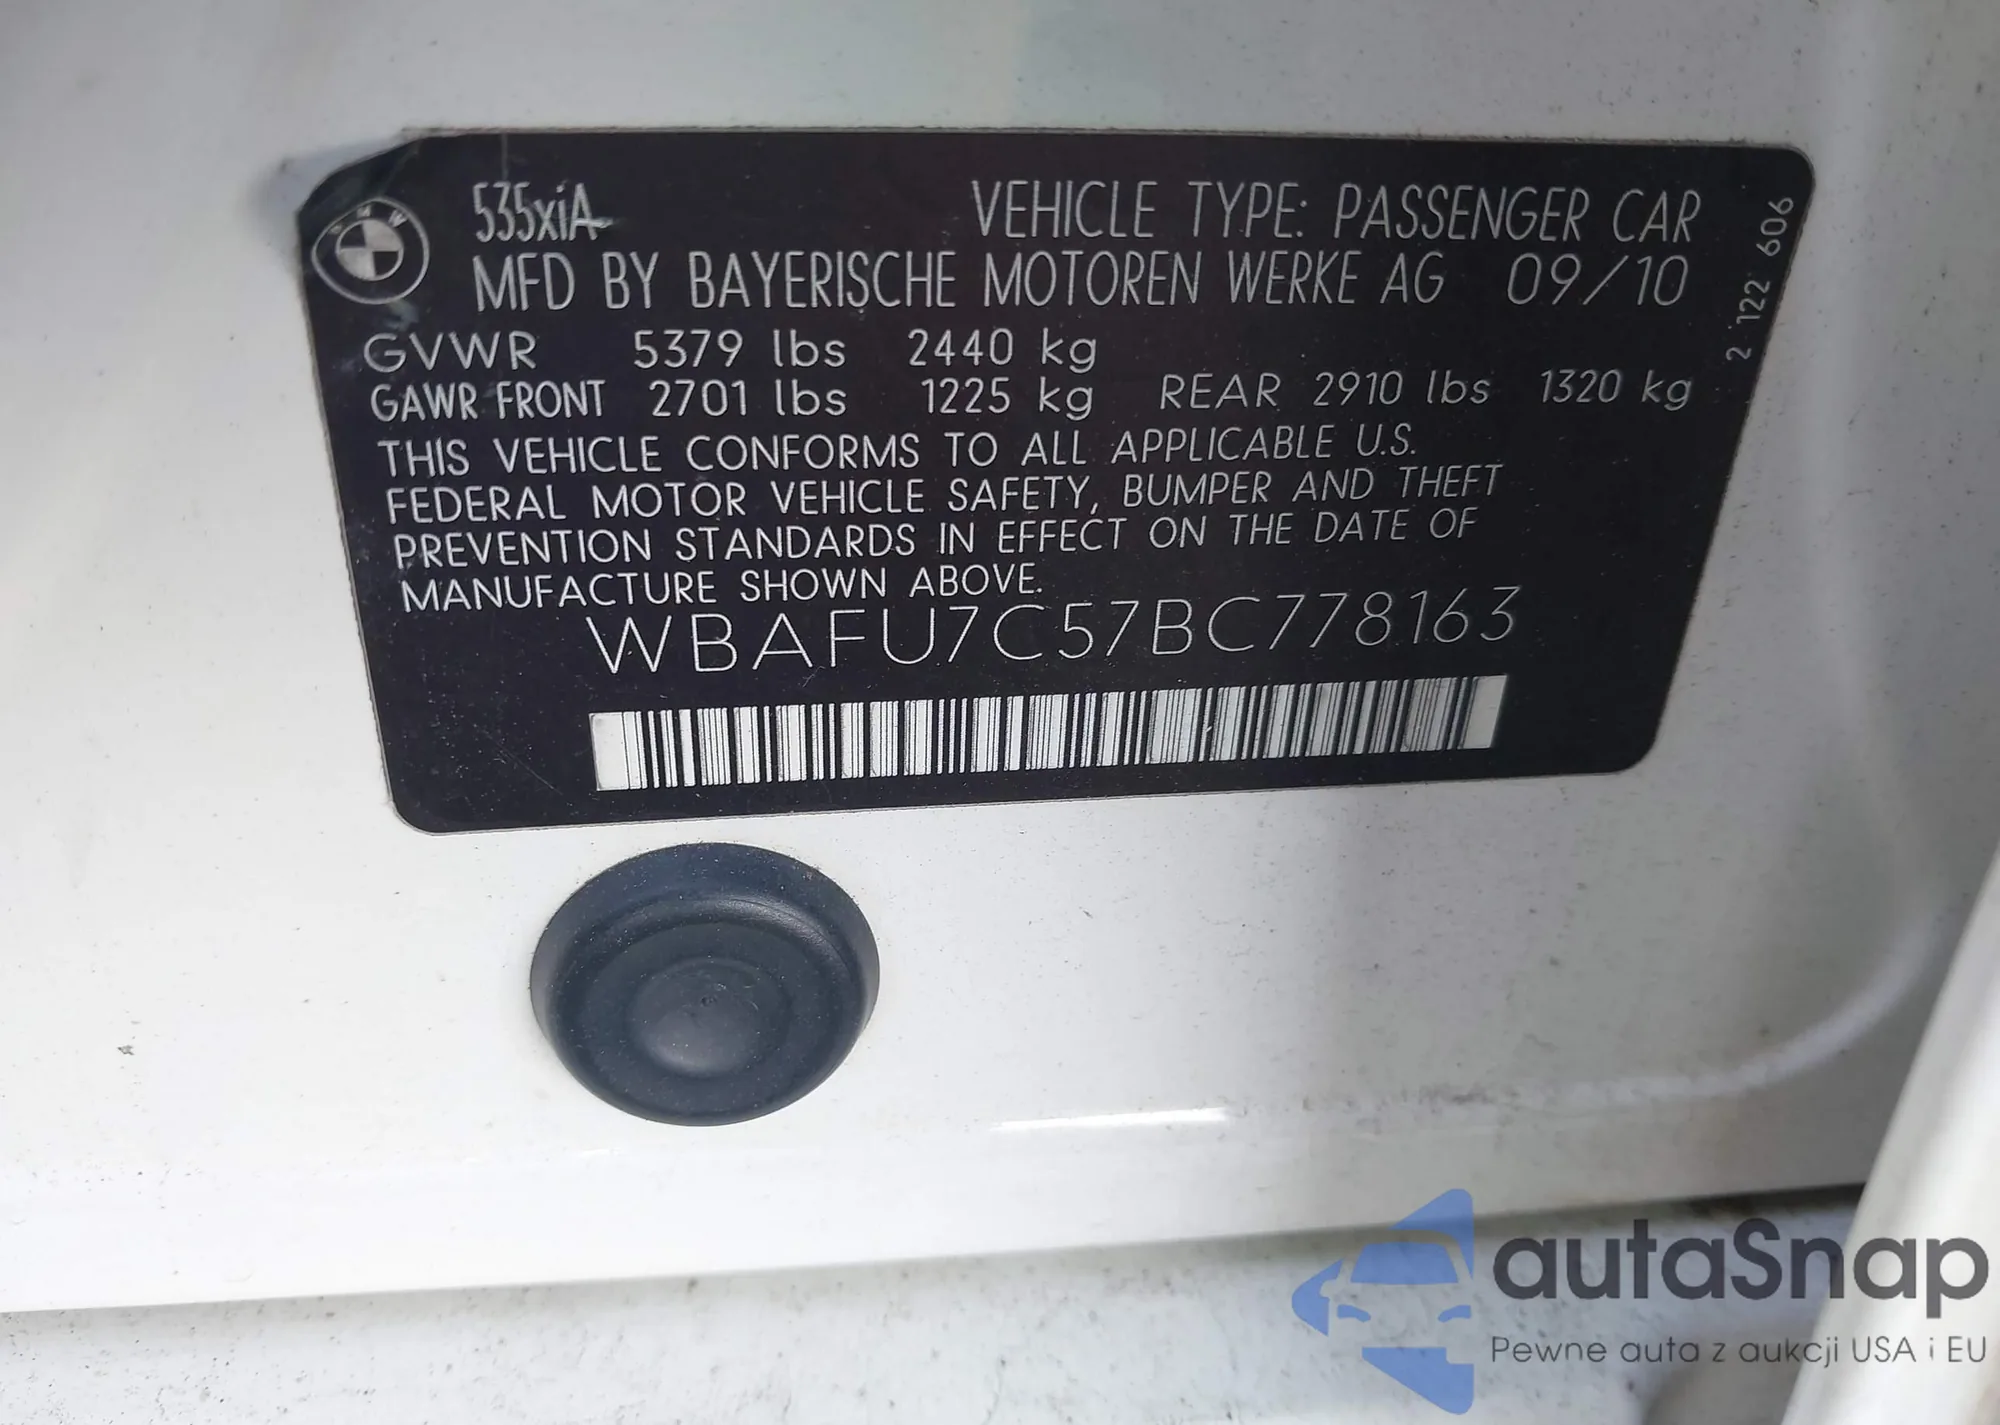 535xiA
VEHICLE TYPE: PASSENGER CAR
BMW
MFD BY BAYERISCHE MOTOREN WERKE AG 09/10
GVWR 5379 lbs 2440 kg
GAWR FRONT 2701 lbs 1225 kg REAR 2910 lbs 1320 kg
THIS VEHICLE CONFORMS TO ALL APPLICABLE U.S.
FEDERAL MOTOR VEHICLE SAFETY, BUMPER AND THEFT
PREVENTION STANDARDS IN EFFECT ON THE DATE OF
MANUFACTURE SHOWN ABOVE.
WBAFU7C57BC778163
2 122 606
autaSnap
Pewne auta z aukcji USA i EU